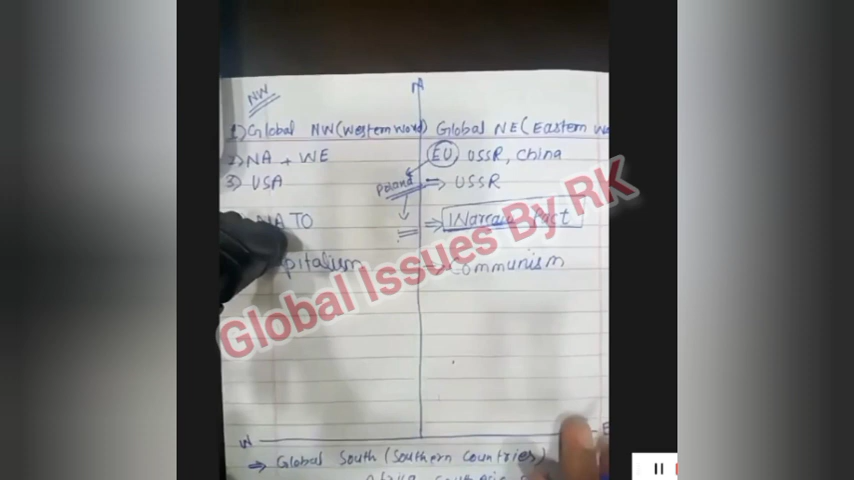 NW
N
1) Global NW (Western Word) Global NE (Eastern
2) NA + WE EU, USSR, China
3) USA Poland => USSR
NATO => Warsaw Pact
pitalism -> Communism
Global Issues By RK
W E
=> Global South (Southern Countries)